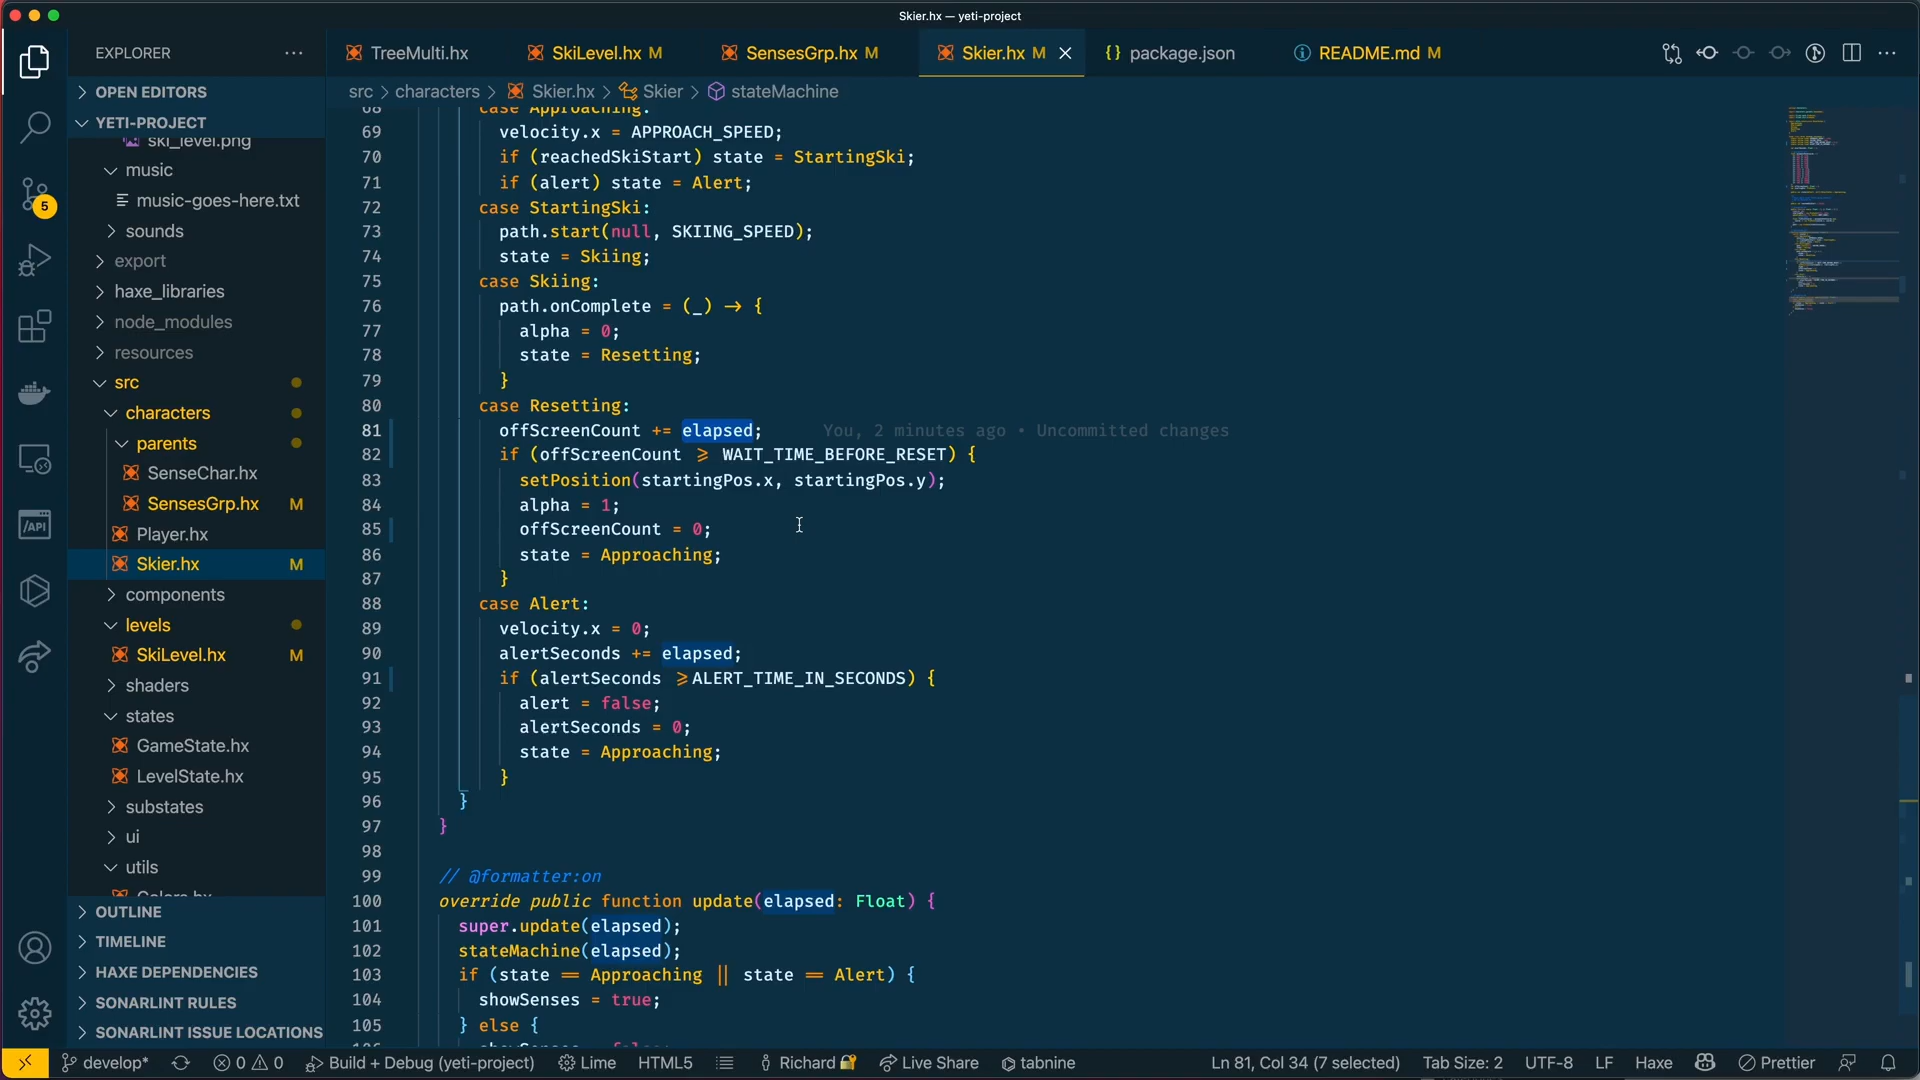 Skier.hx — yeti-project
EXPLORER
TreeMulti.hx
SkiLevel.hx M
SensesGrp.hx M
Skier.hx M
{} package.json
README.md M
src > characters > Skier.hx > Skier > stateMachine
OPEN EDITORS
YETI-PROJECT
ski_level.png
music
music-goes-here.txt
sounds
export
haxe_libraries
node_modules
resources
src
characters
parents
SenseChar.hx
SensesGrp.hx M
Player.hx
Skier.hx M
components
levels
SkiLevel.hx M
shaders
states
GameState.hx
LevelState.hx
substates
ui
utils
Colors.hx
OUTLINE
TIMELINE
HAXE DEPENDENCIES
SONARLINT RULES
SONARLINT ISSUE LOCATIONS
5
/API
68 case Approaching:
69 velocity.x = APPROACH_SPEED;
70 if (reachedSkiStart) state = StartingSki;
71 if (alert) state = Alert;
72 case StartingSki:
73 path.start(null, SKIING_SPEED);
74 state = Skiing;
75 case Skiing:
76 path.onComplete = (_) → {
77 alpha = 0;
78 state = Resetting;
79 }
80 case Resetting:
81 offScreenCount += elapsed; You, 2 minutes ago • Uncommitted changes
82 if (offScreenCount ⩾ WAIT_TIME_BEFORE_RESET) {
83 setPosition(startingPos.x, startingPos.y);
84 alpha = 1;
85 offScreenCount = 0;
86 state = Approaching;
87 }
88 case Alert:
89 velocity.x = 0;
90 alertSeconds += elapsed;
91 if (alertSeconds ⩾ALERT_TIME_IN_SECONDS) {
92 alert = false;
93 alertSeconds = 0;
94 state = Approaching;
95 }
96 }
97 }
98
99 // @formatter:on
100 override public function update(elapsed: Float) {
101 super.update(elapsed);
102 stateMachine(elapsed);
103 if (state == Approaching || state == Alert) {
104 showSenses = true;
105 } else {
develop*
0
0
Build + Debug (yeti-project)
Lime
HTML5
Richard
Live Share
tabnine
Ln 81, Col 34 (7 selected)
Tab Size: 2
UTF-8
LF
Haxe
Prettier